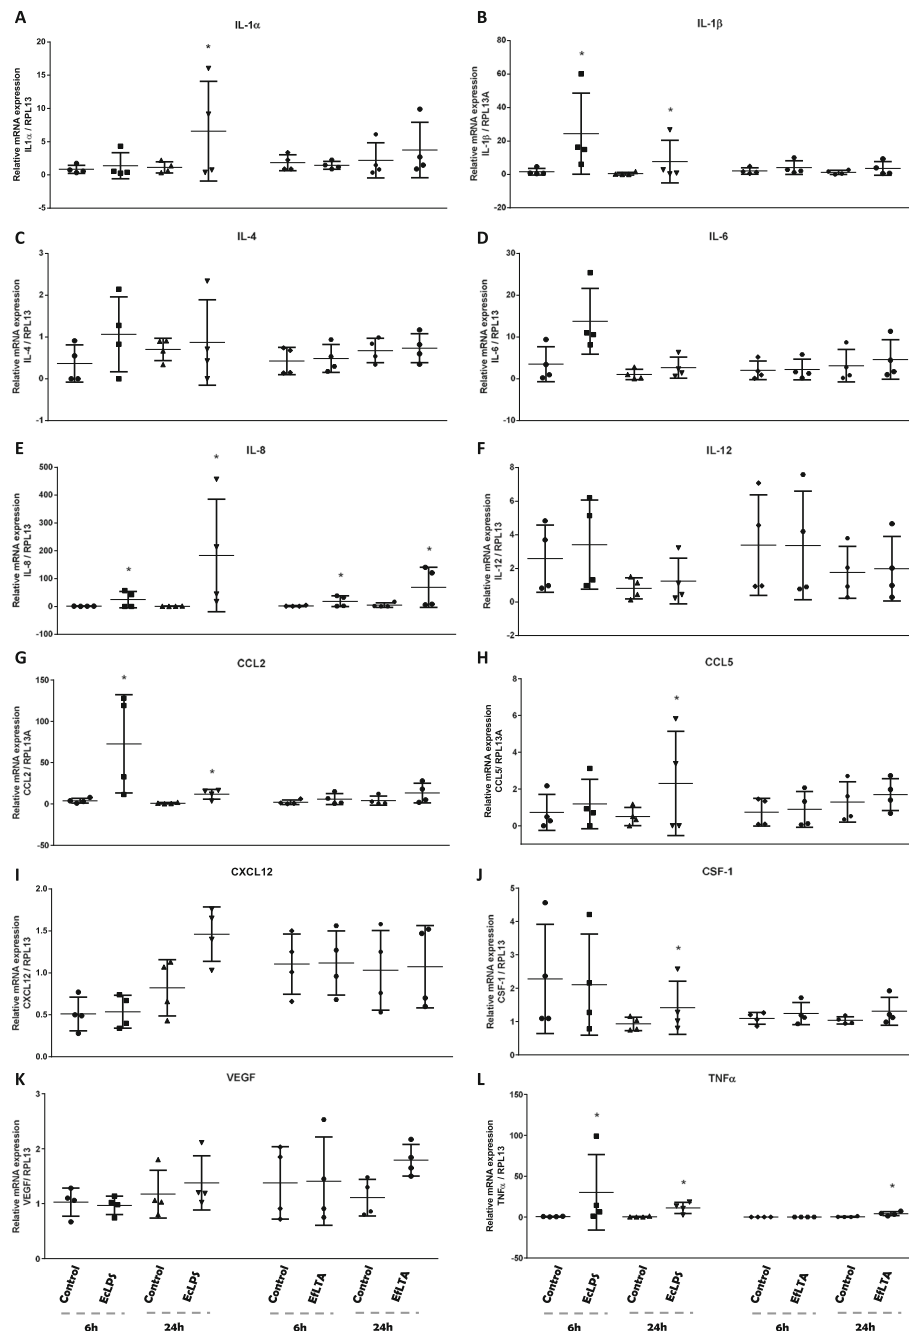 A
IL-1α
Relative mRNA expression
IL1α / RPL13
20
15
10
5
0
-5
*
B
IL-1β
Relative mRNA expression
IL-1β / RPL13A
80
60
40
20
0
-20
*
*
C
IL-4
Relative mRNA expression
IL-4 / RPL13
3
2
1
0
-1
D
IL-6
Relative mRNA expression
IL-6 / RPL13
30
20
10
0
-10
E
IL-8
Relative mRNA expression
IL-8 / RPL13
500
400
300
200
100
0
-100
*
*
*
*
F
IL-12
Relative mRNA expression
IL-12 / RPL13
8
6
4
2
0
-2
G
CCL2
Relative mRNA expression
CCL2 / RPL13A
150
100
50
0
-50
*
*
H
CCL5
Relative mRNA expression
CCL5/ RPL13A
8
6
4
2
0
*
I
CXCL12
Relative mRNA expression
CXCL12 / RPL13
2.0
1.5
1.0
0.5
0.0
J
CSF-1
Relative mRNA expression
CSF-1 / RPL13
5
4
3
2
1
0
*
K
VEGF
Relative mRNA expression
VEGF/ RPL13
3
2
1
0
Control
EcLPS
Control
EcLPS
Control
EfLTA
Control
EfLTA
6h
24h
6h
24h
L
TNFα
Relative mRNA expression
TNFα / RPL13
150
100
50
0
-50
*
*
*
Control
EcLPS
Control
EcLPS
Control
EfLTA
Control
EfLTA
6h
24h
6h
24h